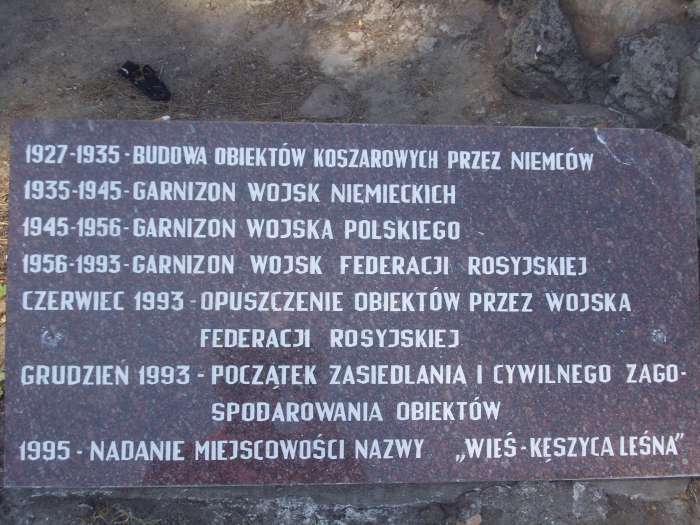 1927-1935 - BUDOWA OBIEKTÓW KOSZAROWYCH PRZEZ NIEMCÓW
1935-1945 - GARNIZON WOJSK NIEMIECKICH
1945-1956 - GARNIZON WOJSKA POLSKIEGO
1956-1993 - GARNIZON WOJSK FEDERACJI ROSYJSKIEJ
CZERWIEC 1993 - OPUSZCZENIE OBIEKTÓW PRZEZ WOJSKA
FEDERACJI ROSYJSKIEJ
GRUDZIEŃ 1993 - POCZĄTEK ZASIEDLANIA I CYWILNEGO ZAGO-
SPODAROWANIA OBIEKTÓW
1995 - NADANIE MIEJSCOWOŚCI NAZWY „WIEŚ - KĘSZYCA LEŚNA"